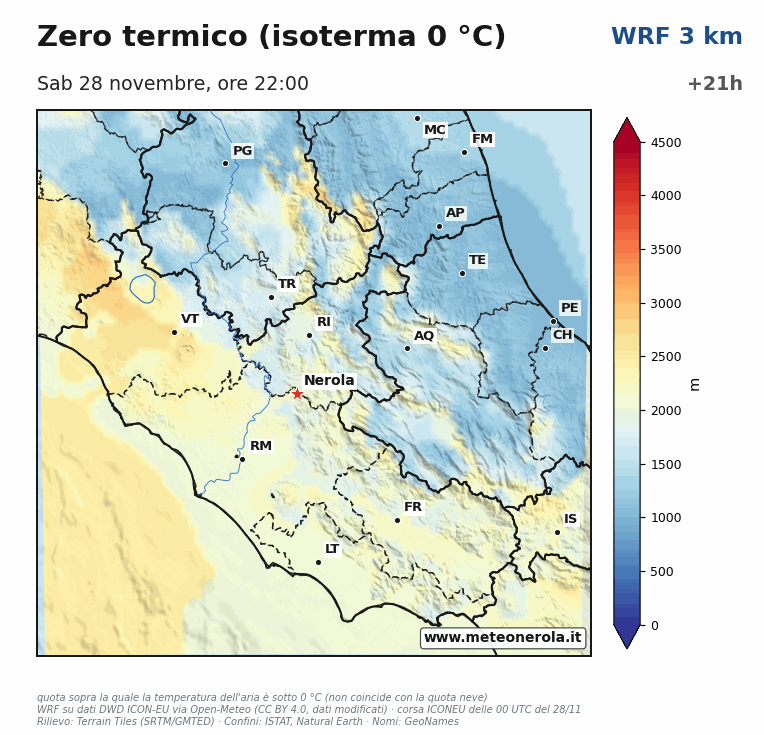 Zero termico (isoterma 0 °C)
WRF 3 km
Sab 28 novembre, ore 22:00
+21h
MC
FM
PG
AP
TE
TR
PE
VT
RI
CH
AQ
Nerola
RM
FR
IS
LT
www.meteonerola.it
4500
4000
3500
3000
2500
2000
1500
1000
500
0
m
quota sopra la quale la temperatura dell'aria è sotto 0 °C (non coincide con la quota neve)
WRF su dati DWD ICON-EU via Open-Meteo (CC BY 4.0, dati modificati) · corsa ICONEU delle 00 UTC del 28/11
Rilievo: Terrain Tiles (SRTM/GMTED) · Confini: ISTAT, Natural Earth · Nomi: GeoNames